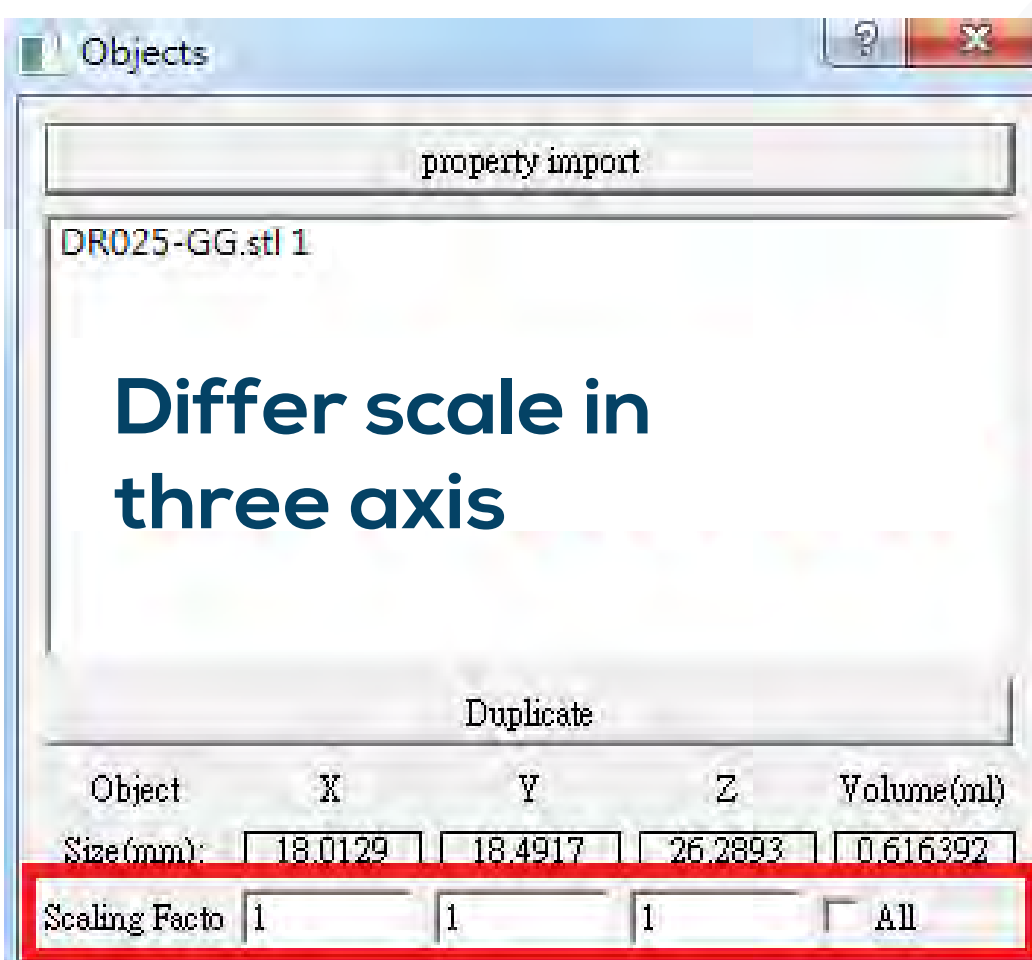 Objects
property import
DR025-GG.stl 1
Differ scale in
three axis
Duplicate
Object X Y Z Volume(ml)
Size(mm): 18.0129 18.4917 26.2893 0.616392
Scaling Facto 1 1 1 All